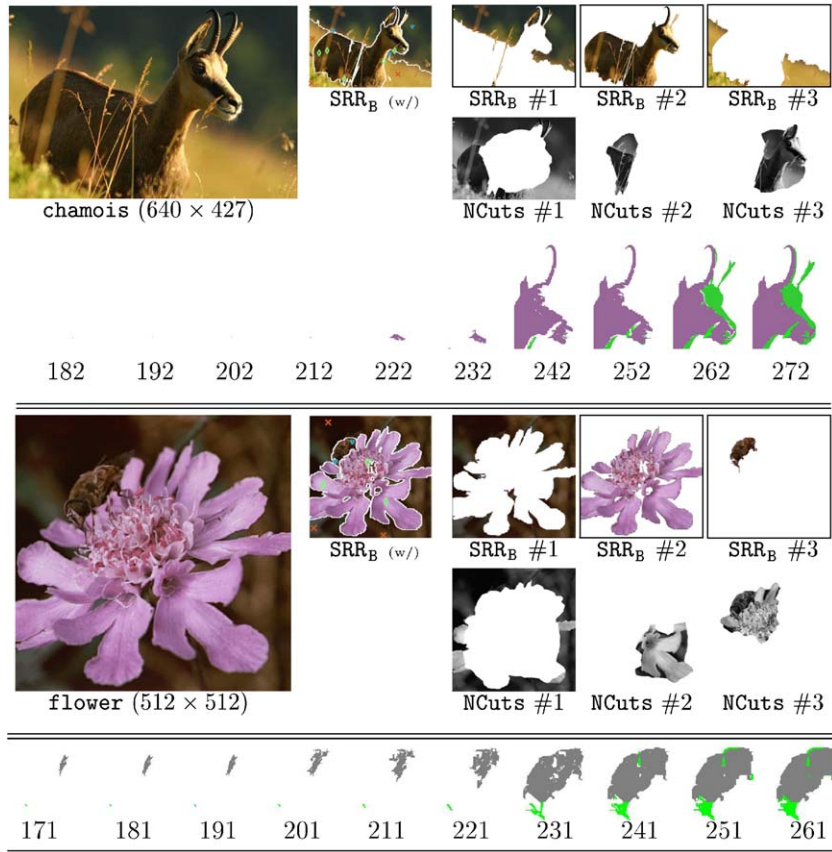 SRR_B (w/) SRR_B #1 SRR_B #2 SRR_B #3
chamois (640 × 427) NCuts #1 NCuts #2 NCuts #3
182 192 202 212 222 232 242 252 262 272
SRR_B (w/) SRR_B #1 SRR_B #2 SRR_B #3
flower (512 × 512) NCuts #1 NCuts #2 NCuts #3
171 181 191 201 211 221 231 241 251 261